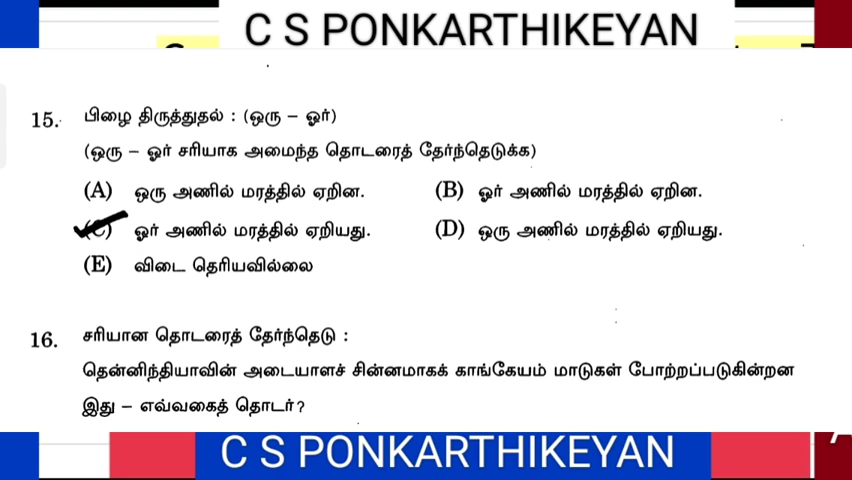 C S PONKARTHIKEYAN
15. பிழை திருத்துதல் : (ஒரு – ஓர்)
(ஒரு – ஓர் சரியாக அமைந்த தொடரைத் தேர்ந்தெடுக்க)
(A) ஒரு அணில் மரத்தில் ஏறின. (B) ஓர் அணில் மரத்தில் ஏறின.
(C) ஓர் அணில் மரத்தில் ஏறியது. (D) ஒரு அணில் மரத்தில் ஏறியது.
(E) விடை தெரியவில்லை
16. சரியான தொடரைத் தேர்ந்தெடு :
தென்னிந்தியாவின் அடையாளச் சின்னமாகக் காங்கேயம் மாடுகள் போற்றப்படுகின்றன
இது – எவ்வகைத் தொடர்?
C S PONKARTHIKEYAN